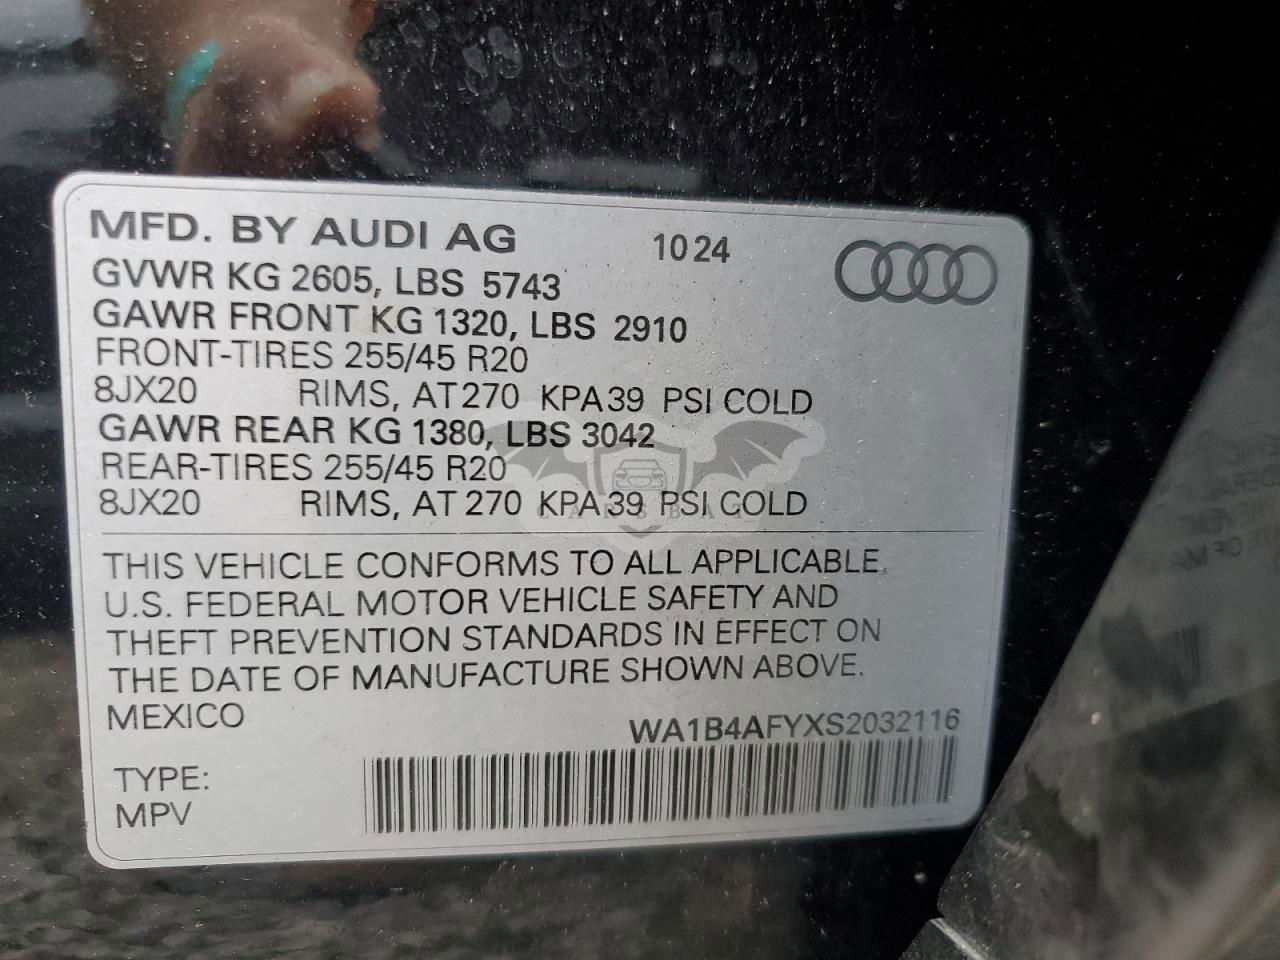 MFD. BY AUDI AG 10 24
GVWR KG 2605, LBS 5743
GAWR FRONT KG 1320, LBS 2910
FRONT-TIRES 255/45 R20
8JX20 RIMS, AT 270 KPA 39 PSI COLD
GAWR REAR KG 1380, LBS 3042
REAR-TIRES 255/45 R20
8JX20 RIMS, AT 270 KPA 39 PSI COLD
CARSBAT
THIS VEHICLE CONFORMS TO ALL APPLICABLE
U.S. FEDERAL MOTOR VEHICLE SAFETY AND
THEFT PREVENTION STANDARDS IN EFFECT ON
THE DATE OF MANUFACTURE SHOWN ABOVE.
MEXICO
WA1B4AFYXS2032116
TYPE:
MPV